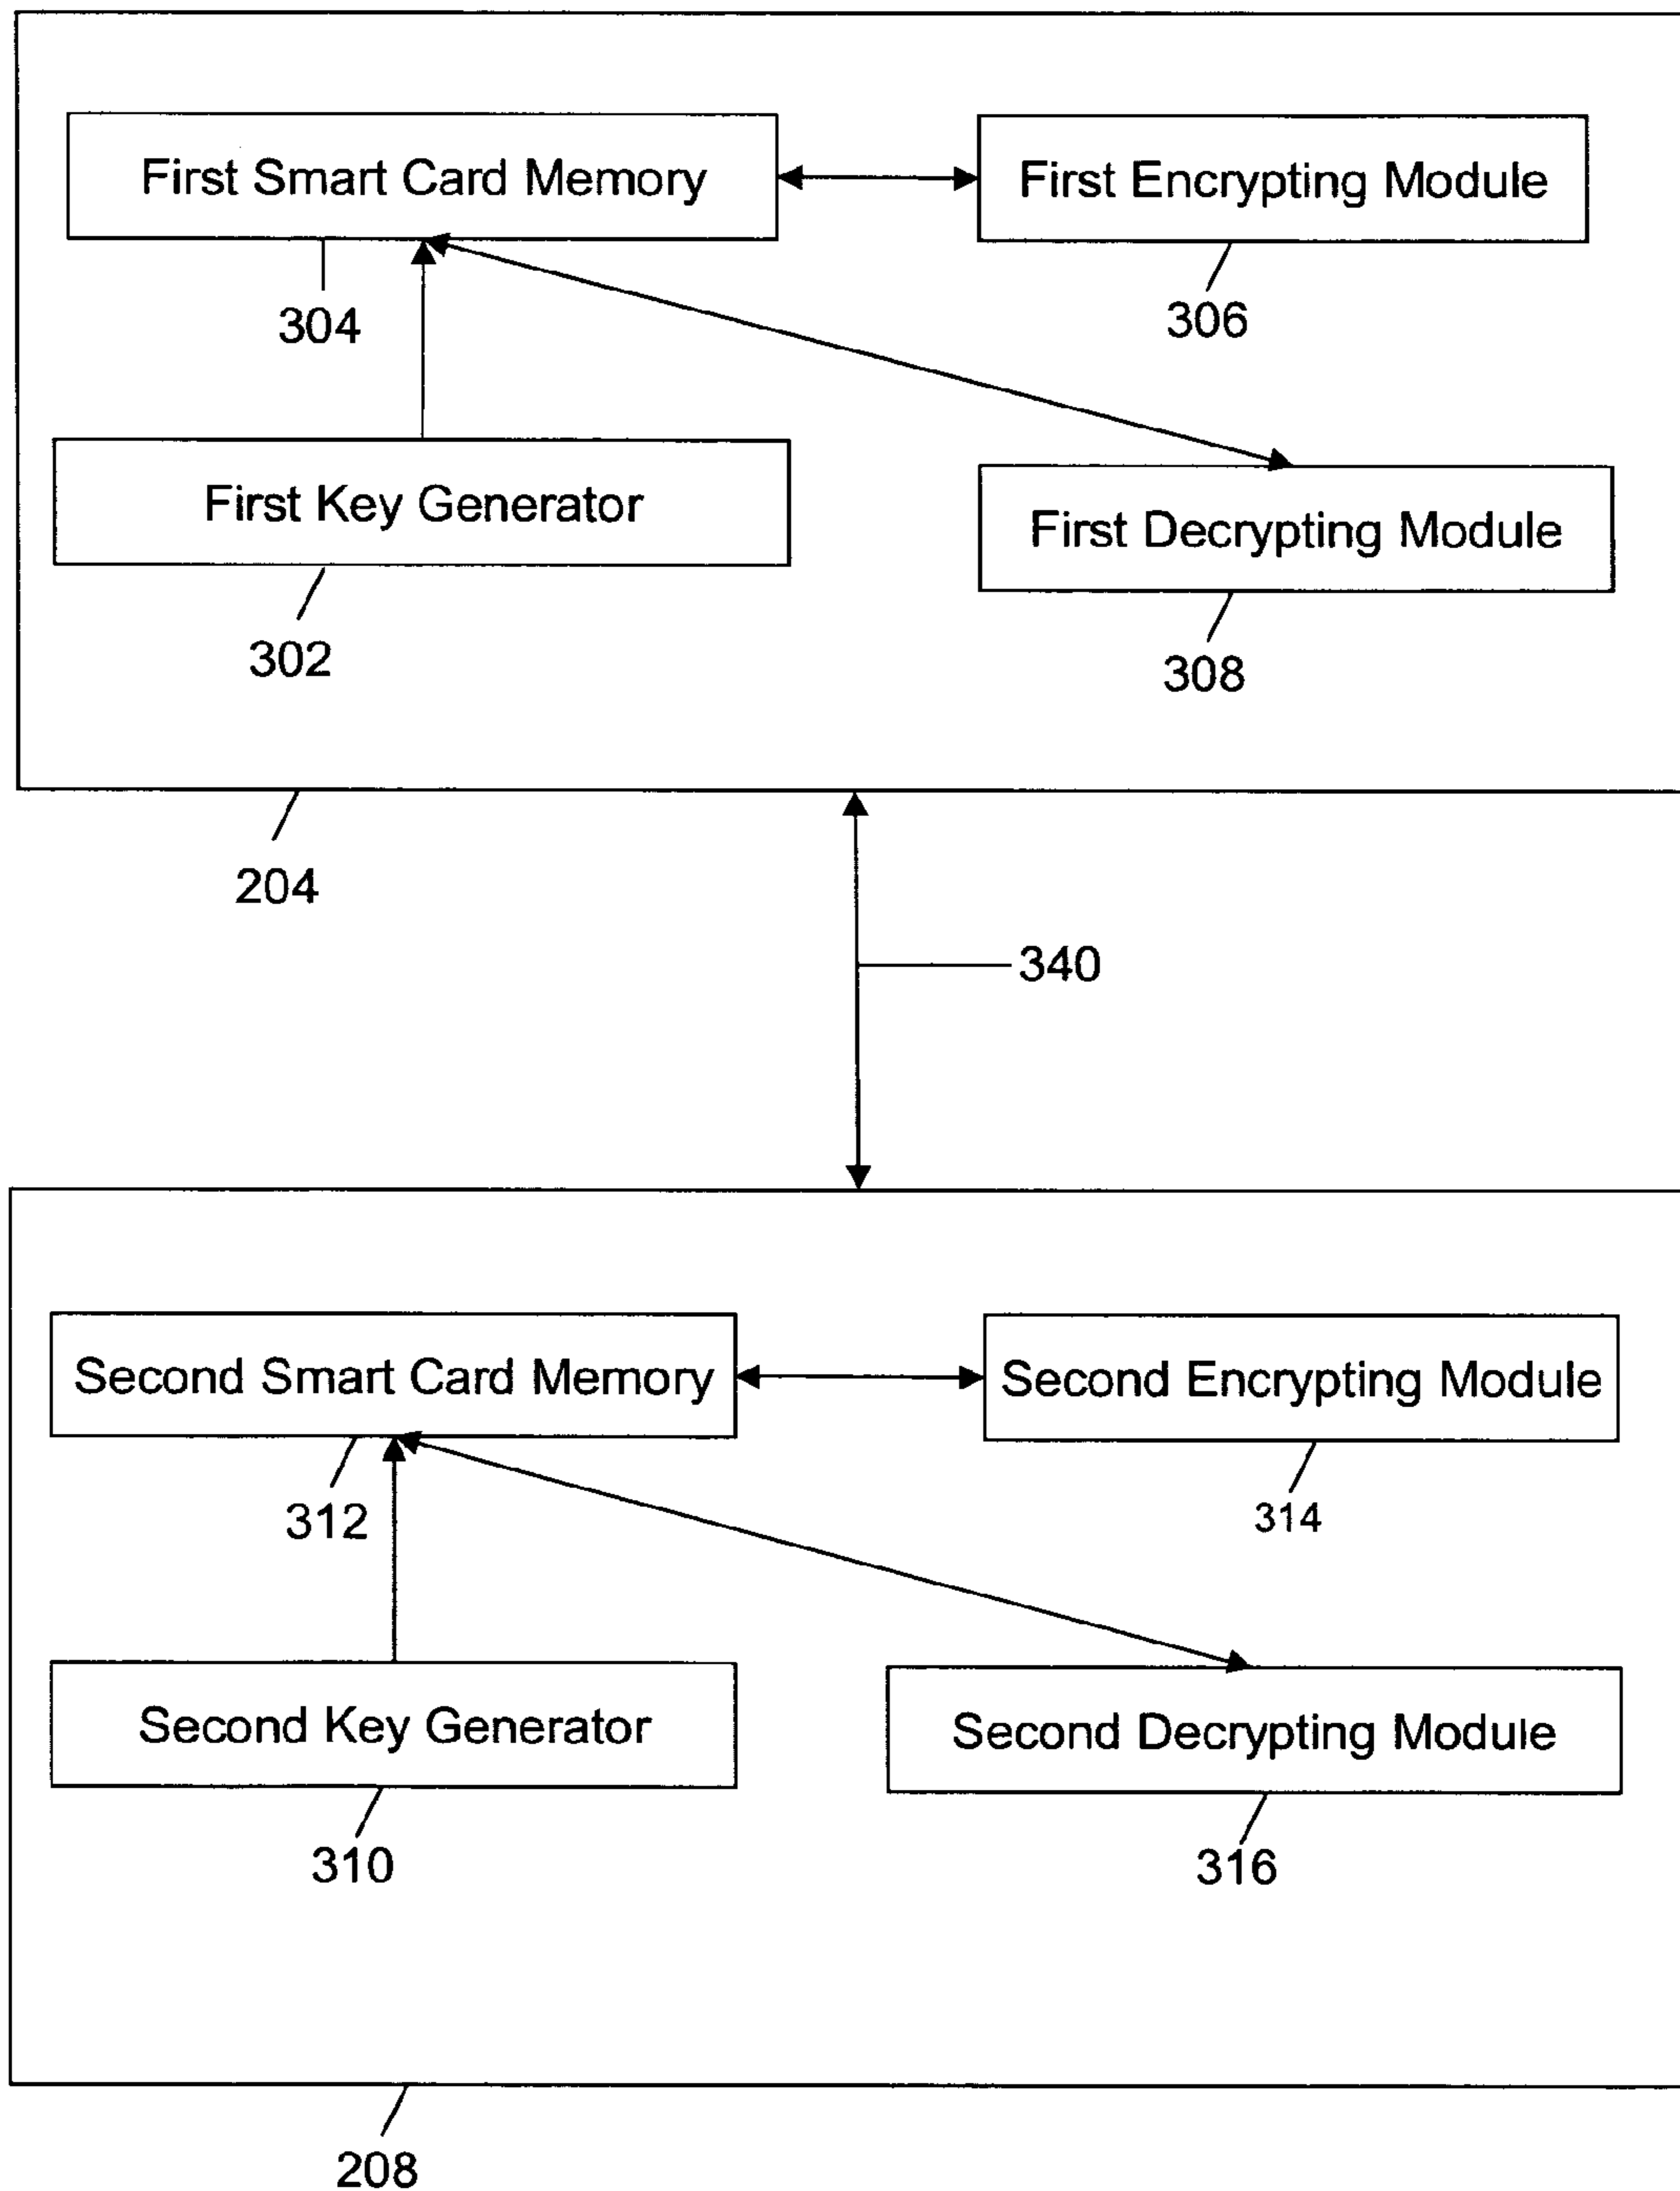 First Smart Card Memory
First Encrypting Module
304
306
First Key Generator
First Decrypting Module
302
308
204
340
Second Smart Card Memory
Second Encrypting Module
312
314
Second Key Generator
Second Decrypting Module
310
316
208